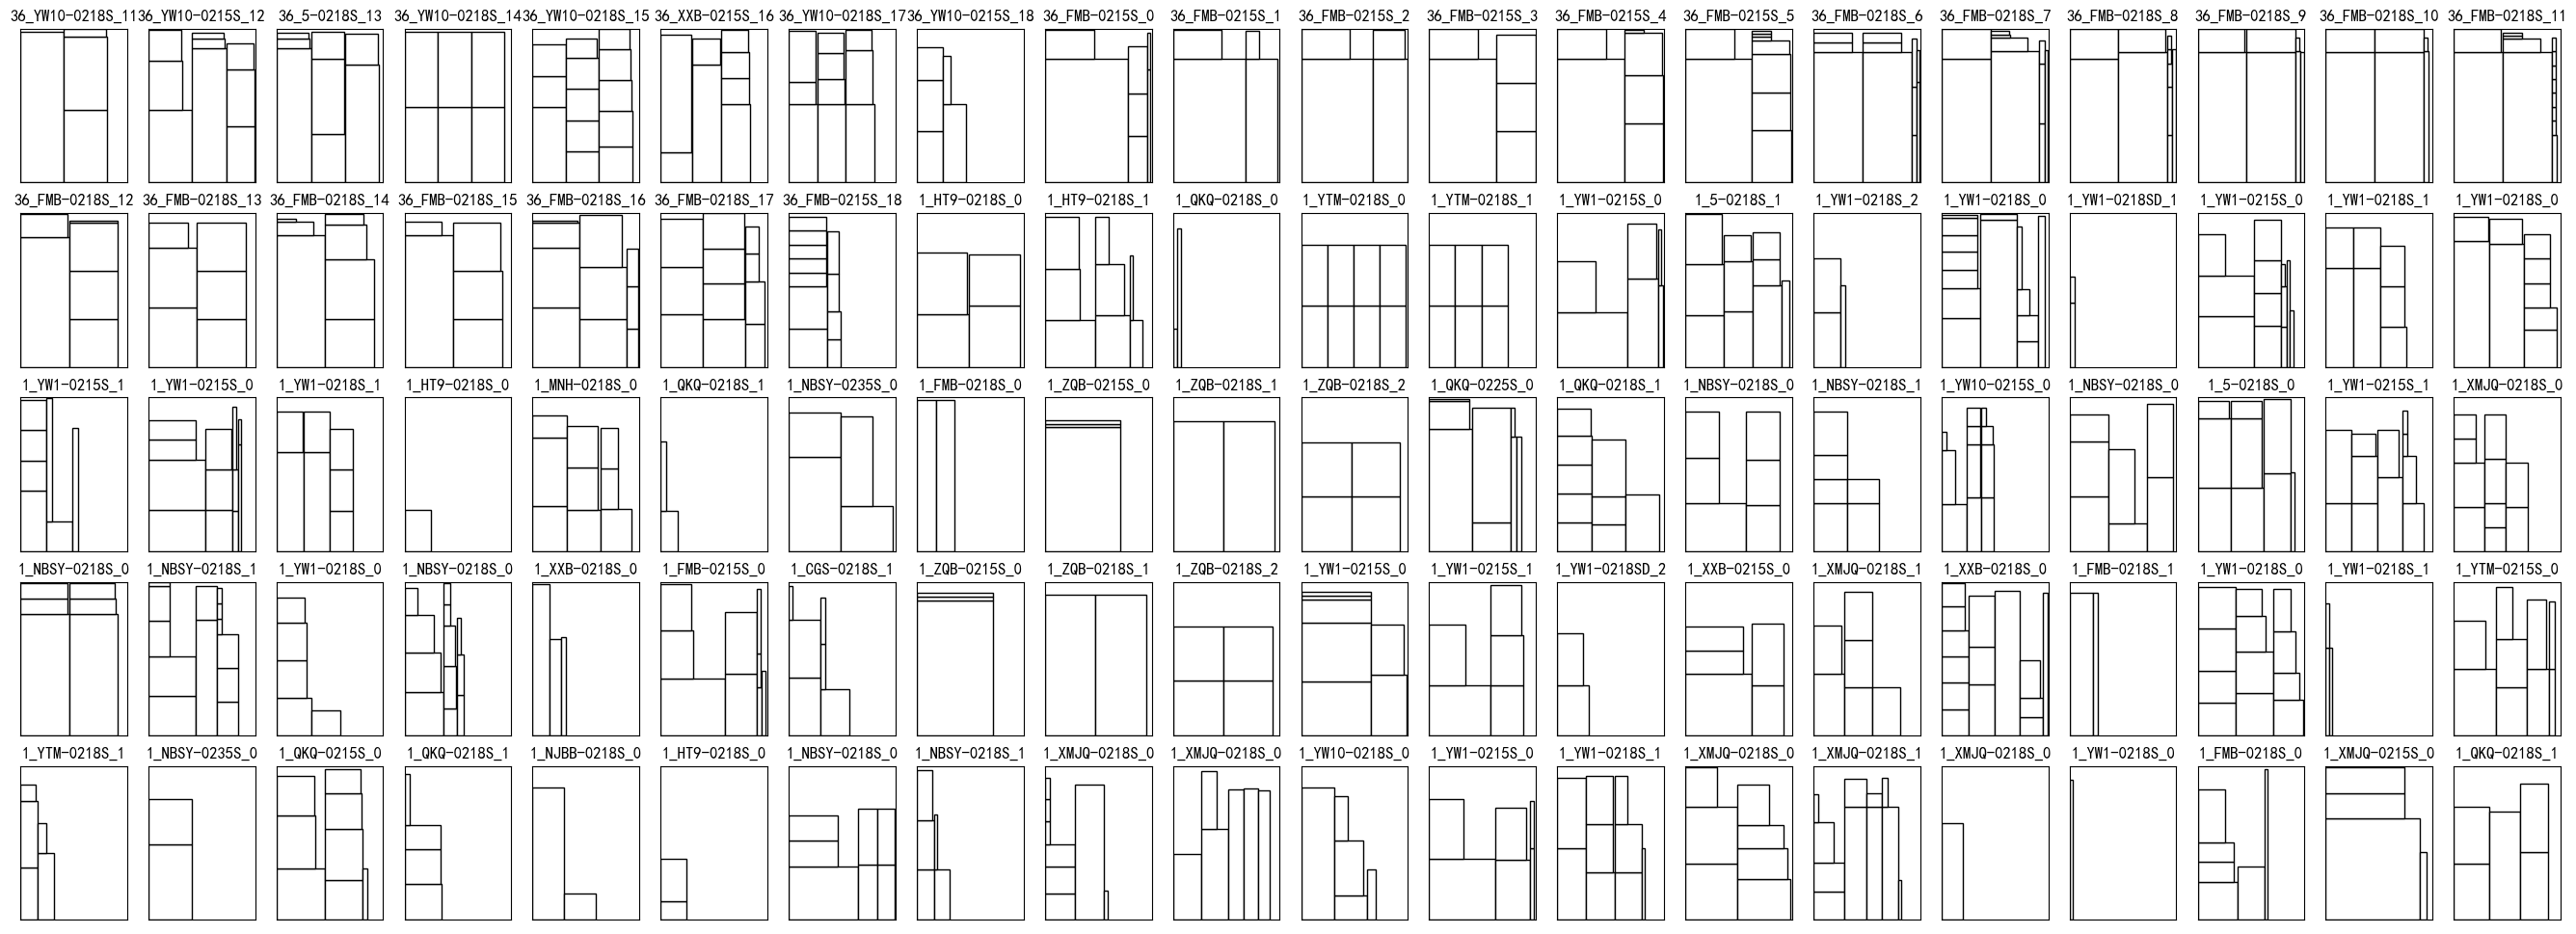 36_YW10-0218S_11 36_YW10-0215S_12 36_5-0218S_13 36_YW10-0218S_14 36_YW10-0218S_15 36_XXB-0215S_16 36_YW10-0218S_17 36_YW10-0215S_18 36_FMB-0215S_0 36_FMB-0215S_1 36_FMB-0215S_2 36_FMB-0215S_3 36_FMB-0215S_4 36_FMB-0215S_5 36_FMB-0218S_6 36_FMB-0218S_7 36_FMB-0218S_8 36_FMB-0218S_9 36_FMB-0218S_10 36_FMB-0218S_11
36_FMB-0218S_12 36_FMB-0218S_13 36_FMB-0218S_14 36_FMB-0218S_15 36_FMB-0218S_16 36_FMB-0218S_17 36_FMB-0215S_18 1_HT9-0218S_0 1_HT9-0218S_1 1_QKQ-0218S_0 1_YTM-0218S_0 1_YTM-0218S_1 1_YW1-0215S_0 1_5-0218S_1 1_YW1-0218S_2 1_YW1-0218S_0 1_YW1-0218SD_1 1_YW1-0215S_0 1_YW1-0218S_1 1_YW1-0218S_0
1_YW1-0215S_1 1_YW1-0215S_0 1_YW1-0218S_1 1_HT9-0218S_0 1_MNH-0218S_0 1_QKQ-0218S_1 1_NBSY-0235S_0 1_FMB-0218S_0 1_ZQB-0215S_0 1_ZQB-0218S_1 1_ZQB-0218S_2 1_QKQ-0225S_0 1_QKQ-0218S_1 1_NBSY-0218S_0 1_NBSY-0218S_1 1_YW10-0215S_0 1_NBSY-0218S_0 1_5-0218S_0 1_YW1-0215S_1 1_XMJQ-0218S_0
1_NBSY-0218S_0 1_NBSY-0218S_1 1_YW1-0218S_0 1_NBSY-0218S_0 1_XXB-0218S_0 1_FMB-0215S_0 1_CGS-0218S_1 1_ZQB-0215S_0 1_ZQB-0218S_1 1_ZQB-0218S_2 1_YW1-0215S_0 1_YW1-0215S_1 1_YW1-0218SD_2 1_XXB-0215S_0 1_XMJQ-0218S_1 1_XXB-0218S_0 1_FMB-0218S_1 1_YW1-0218S_0 1_YW1-0218S_1 1_YTM-0215S_0
1_YTM-0218S_1 1_NBSY-0235S_0 1_QKQ-0215S_0 1_QKQ-0218S_1 1_NJBB-0218S_0 1_HT9-0218S_0 1_NBSY-0218S_0 1_NBSY-0218S_1 1_XMJQ-0218S_0 1_XMJQ-0218S_0 1_YW10-0218S_0 1_YW1-0215S_0 1_YW1-0218S_1 1_XMJQ-0218S_0 1_XMJQ-0218S_1 1_XMJQ-0218S_0 1_YW1-0218S_0 1_FMB-0218S_0 1_XMJQ-0215S_0 1_QKQ-0218S_1